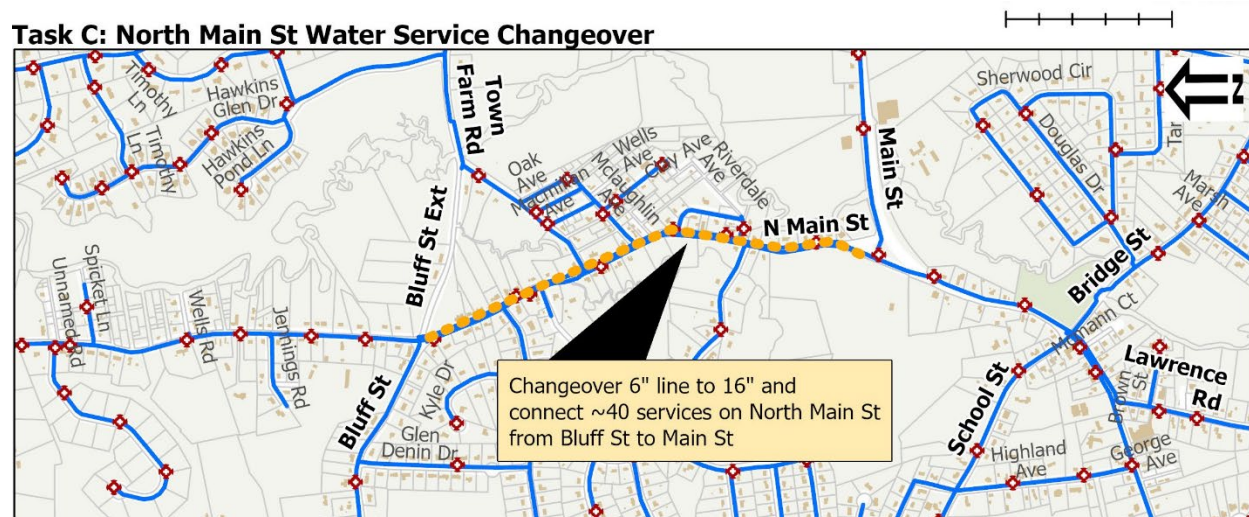 Task C: North Main St Water Service Changeover
Timothy
Ln
Hawkins
Glen Dr
Timothy
Ln
Hawkins
Pond Ln
Town
Farm Rd
Oak
Ave
Macmillan
Ave
Wells
Ave
Mclaughlin
Ave
Clay Ave
Riverdale
Ave
Main St
N Main St
Sherwood Cir
Douglas Dr
Tar
N
Marsh
Ave
Bridge St
Bluff St Ext
Spicket Ln
Unnamed Rd
Wells Rd
Jennings Rd
Bluff St
Kyle Dr
Glen
Denin Dr
Changeover 6" line to 16" and
connect ~40 services on North Main St
from Bluff St to Main St
School St
Highland
Ave
Brown
St
Lawrence
Rd
George
Ave